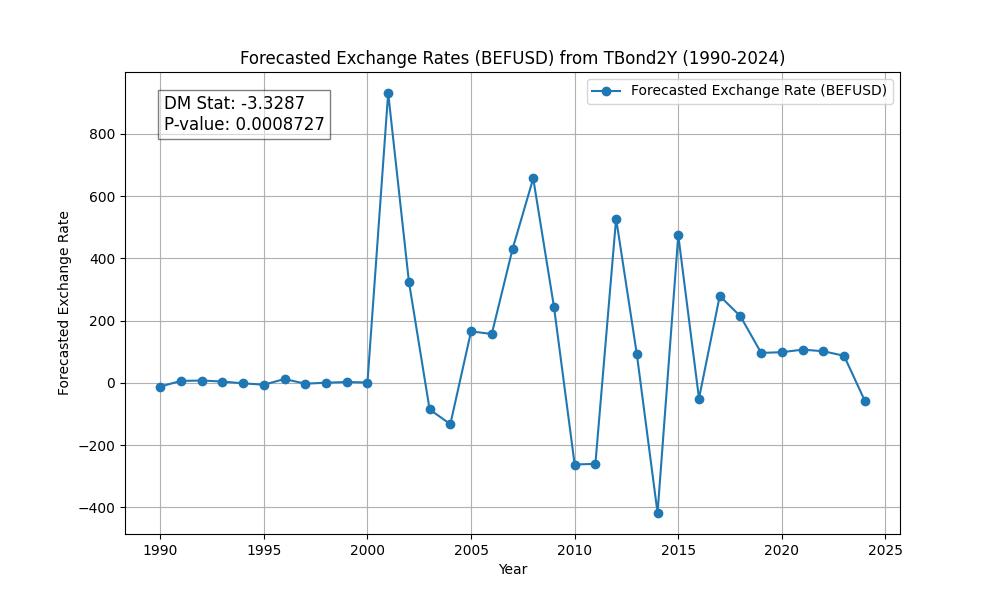 Forecasted Exchange Rates (BEFUSD) from TBond2Y (1990-2024)
DM Stat: -3.3287
P-value: 0.0008727
Forecasted Exchange Rate (BEFUSD)
Forecasted Exchange Rate
800
600
400
200
0
−200
−400
1990
1995
2000
2005
2010
2015
2020
2025
Year